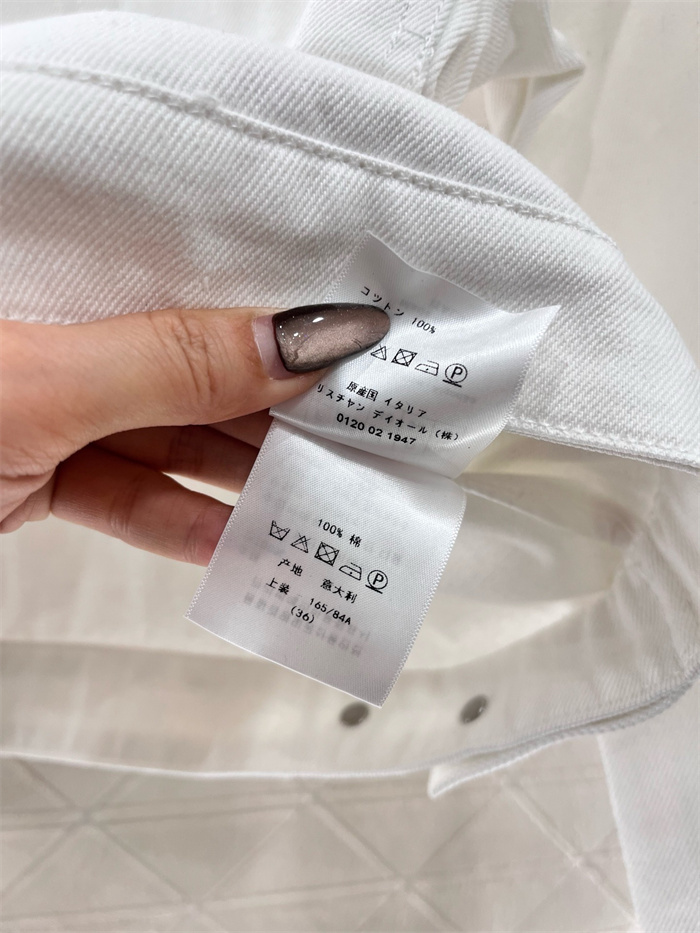 コットン 100%
原産国 イタリア
リスチャン デイオール (株)
0120 02 1947
100% 棉
产地 意大利
上装 165/84A
(36)